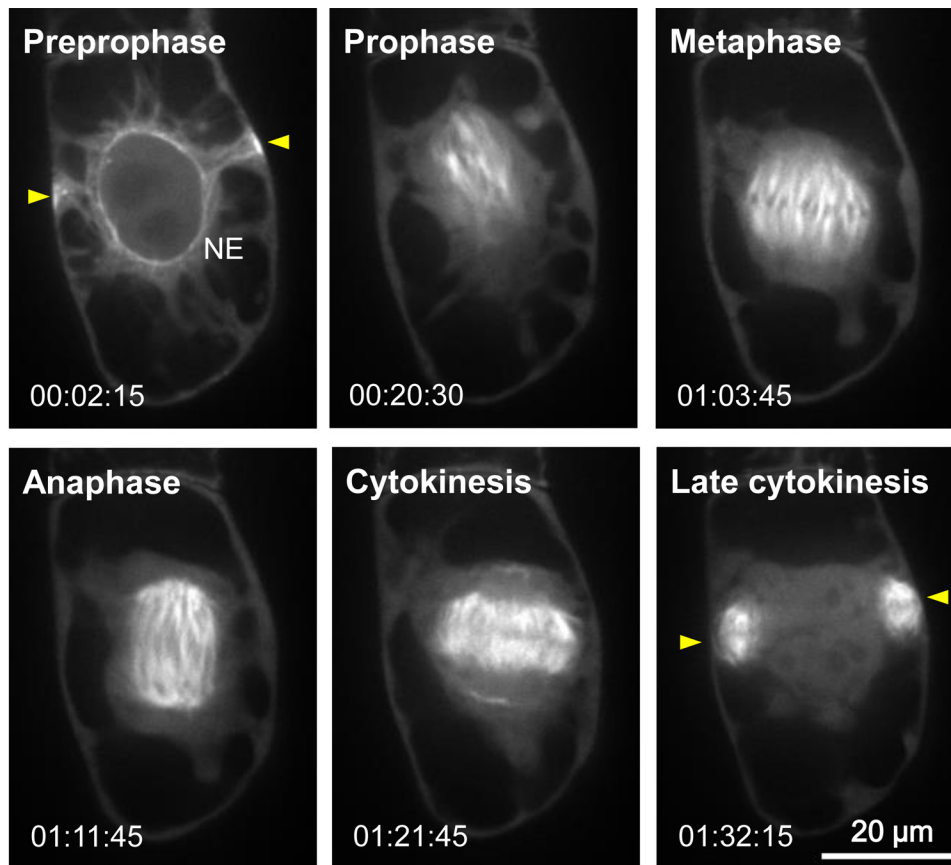 Preprophase
NE
00:02:15
Prophase
00:20:30
Metaphase
01:03:45
Anaphase
01:11:45
Cytokinesis
01:21:45
Late cytokinesis
01:32:15
20 µm